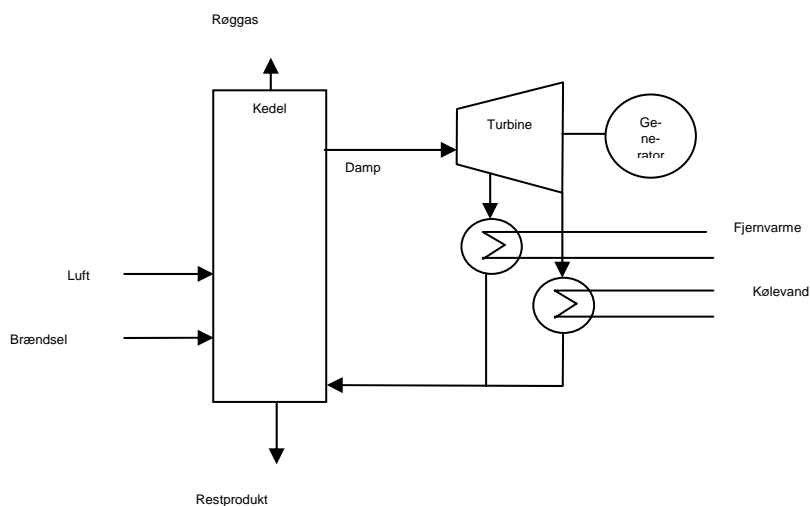 Røggas
Kedel
Turbine
Ge-
ne-
rator
Damp
Fjernvarme
Luft
Kølevand
Brændsel
Restprodukt